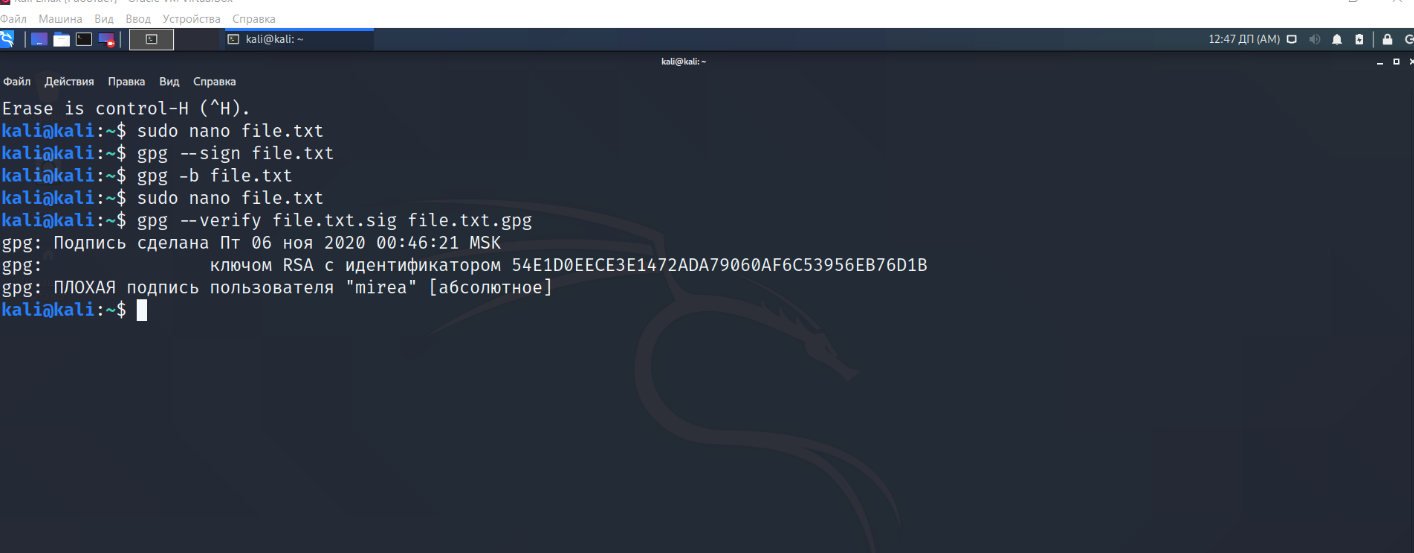 Файл Машина Вид Ввод Устройства Справка
kali@kali: ~ 12:47 ДП (AM)
kali@kali: ~
Файл Действия Правка Вид Справка
Erase is control-H (^H).
kali@kali:~$ sudo nano file.txt
kali@kali:~$ gpg --sign file.txt
kali@kali:~$ gpg -b file.txt
kali@kali:~$ sudo nano file.txt
kali@kali:~$ gpg --verify file.txt.sig file.txt.gpg
gpg: Подпись сделана Пт 06 ноя 2020 00:46:21 MSK
gpg: ключом RSA с идентификатором 54E1D0EECE3E1472ADA79060AF6C53956EB76D1B
gpg: ПЛОХАЯ подпись пользователя "mirea" [абсолютное]
kali@kali:~$